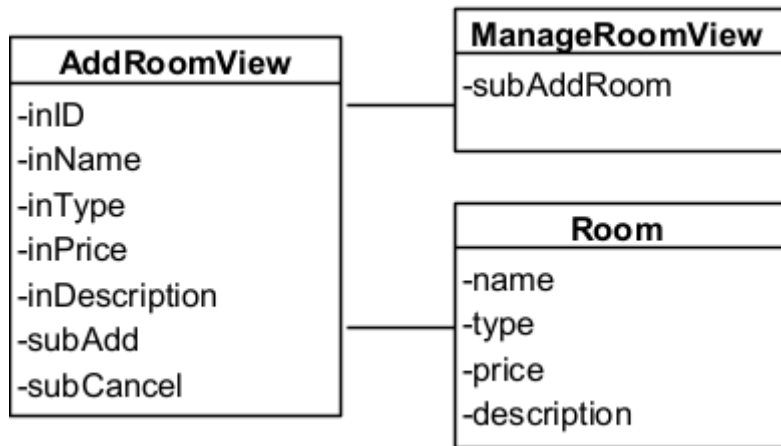 AddRoomView
-inID
-inName
-inType
-inPrice
-inDescription
-subAdd
-subCancel
ManageRoomView
-subAddRoom
Room
-name
-type
-price
-description